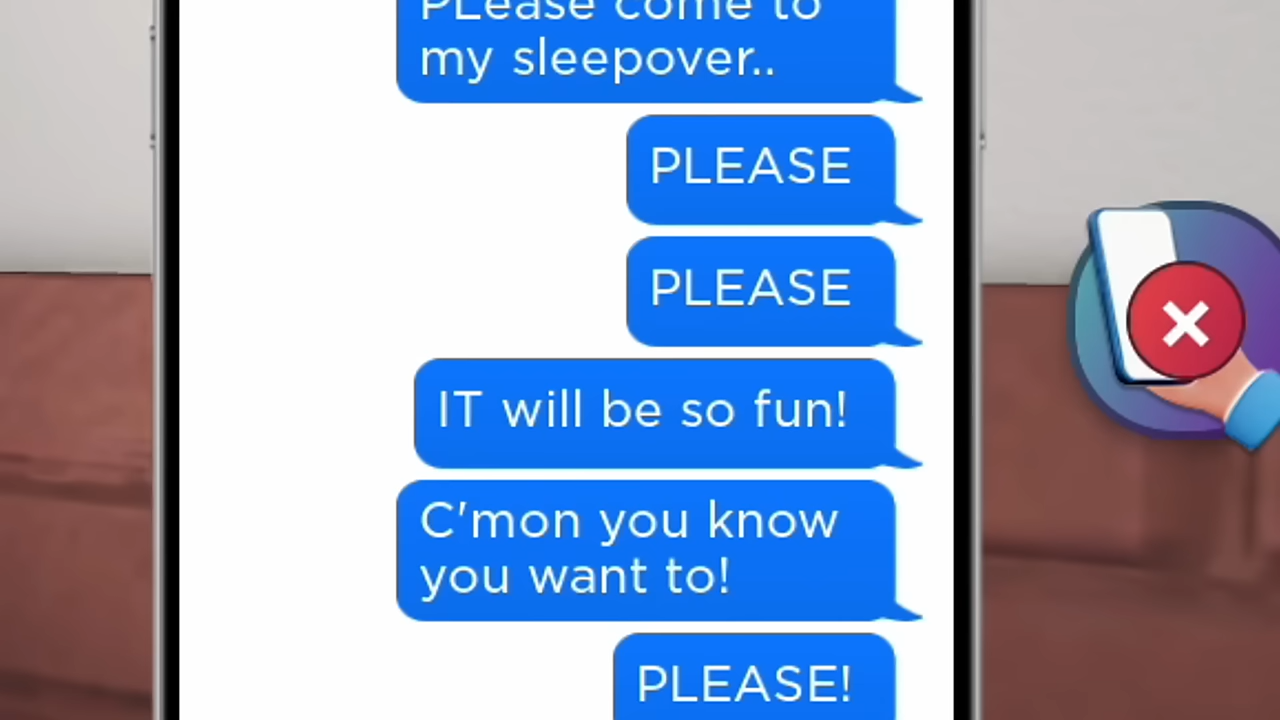 PLease come to
my sleepover..
PLEASE
PLEASE
IT will be so fun!
C'mon you know
you want to!
PLEASE!